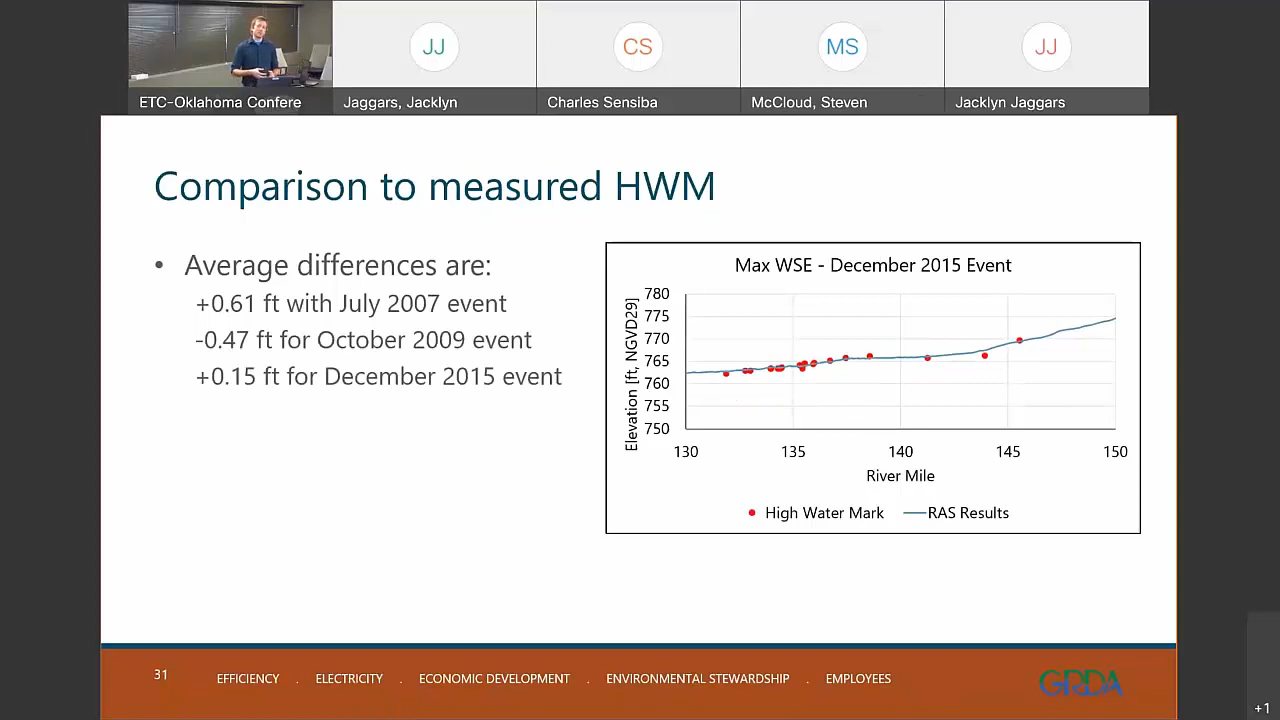 JJ
CS
MS
JJ
ETC-Oklahoma Confere
Jaggars, Jacklyn
Charles Sensiba
McCloud, Steven
Jacklyn Jaggars
Comparison to measured HWM
• Average differences are:
+0.61 ft with July 2007 event
-0.47 ft for October 2009 event
+0.15 ft for December 2015 event
Max WSE - December 2015 Event
Elevation [ft, NGVD29]
780
775
770
765
760
755
750
130 135 140 145 150
River Mile
High Water Mark RAS Results
31 EFFICIENCY . ELECTRICITY . ECONOMIC DEVELOPMENT . ENVIRONMENTAL STEWARDSHIP . EMPLOYEES
GRDA
+1